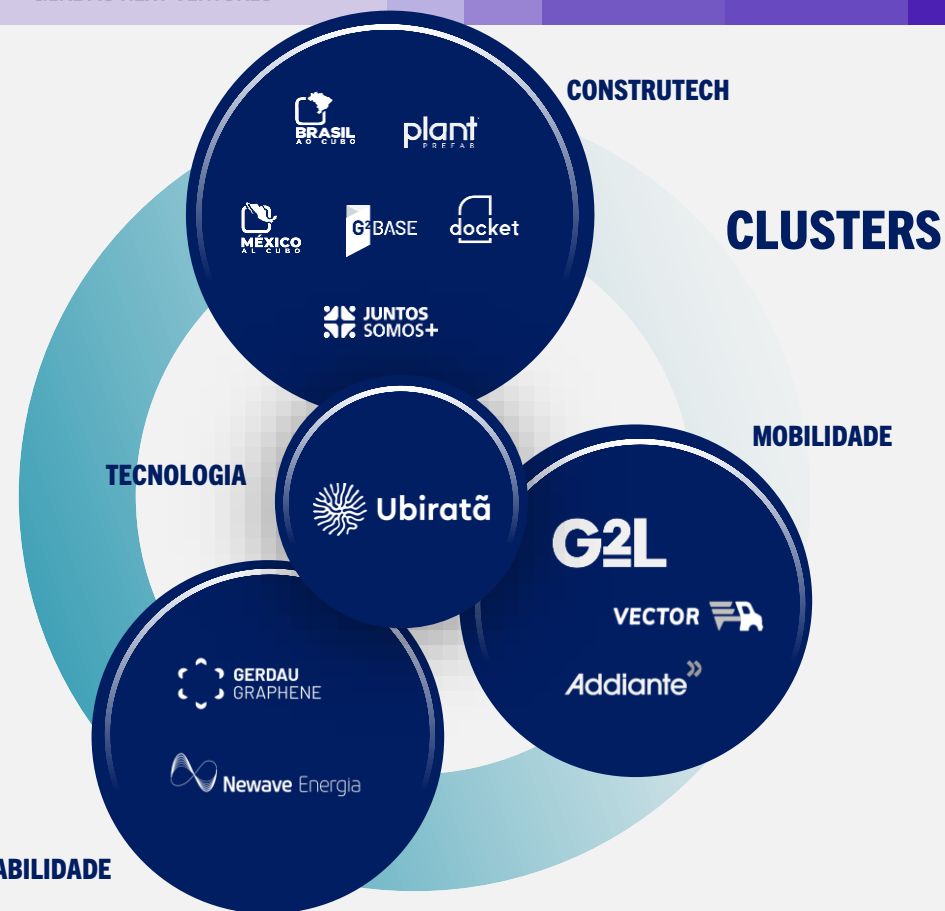 CONSTRUTECH
BRASIL
AO CUBO
plant
PREFAB
CLUSTERS
MÉXICO
AL CUBO
G²BASE
docket
JUNTOS
SOMOS+
MOBILIDADE
TECNOLOGIA
Ubiratã
G2L
VECTOR
Addiante
GERDAU
GRAPHENE
Newave Energia
ABILIDADE